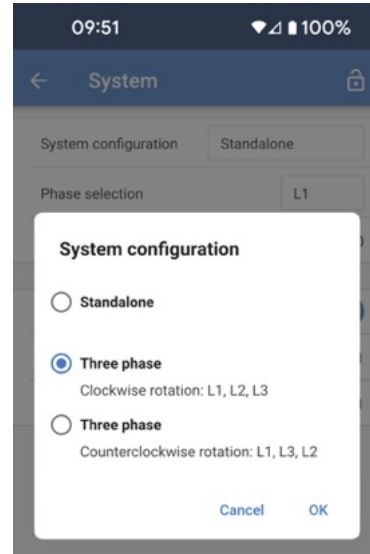 09:51 100%
System
System configuration Standalone
Phase selection L1
System configuration
Standalone
Three phase
Clockwise rotation: L1, L2, L3
Three phase
Counterclockwise rotation: L1, L3, L2
Cancel OK